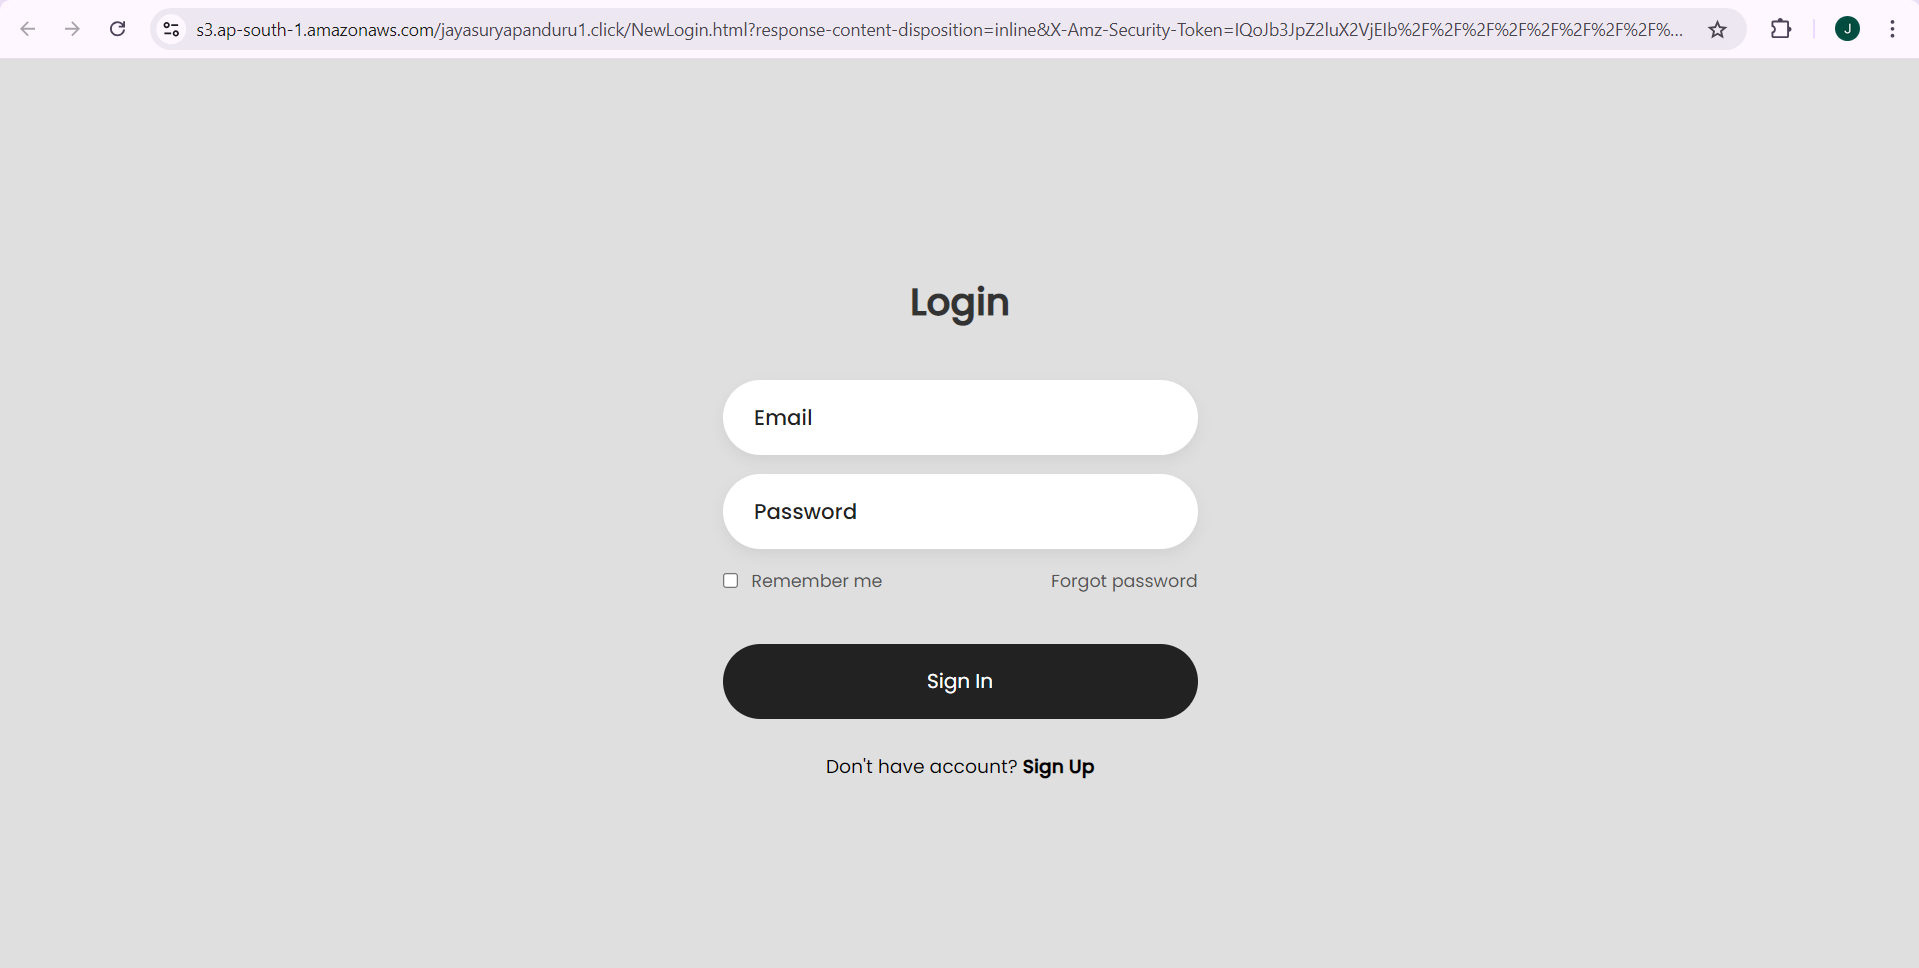 s3.ap-south-1.amazonaws.com/jayasuryapanduru1.click/NewLogin.html?response-content-disposition=inline&X-Amz-Security-Token=IQoJb3JpZ2luX2VjEIb%2F%2F%2F%2F%2F%2F%2F%2F%...
J
Login
Email
Password
Remember me Forgot password
Sign In
Don't have account? Sign Up